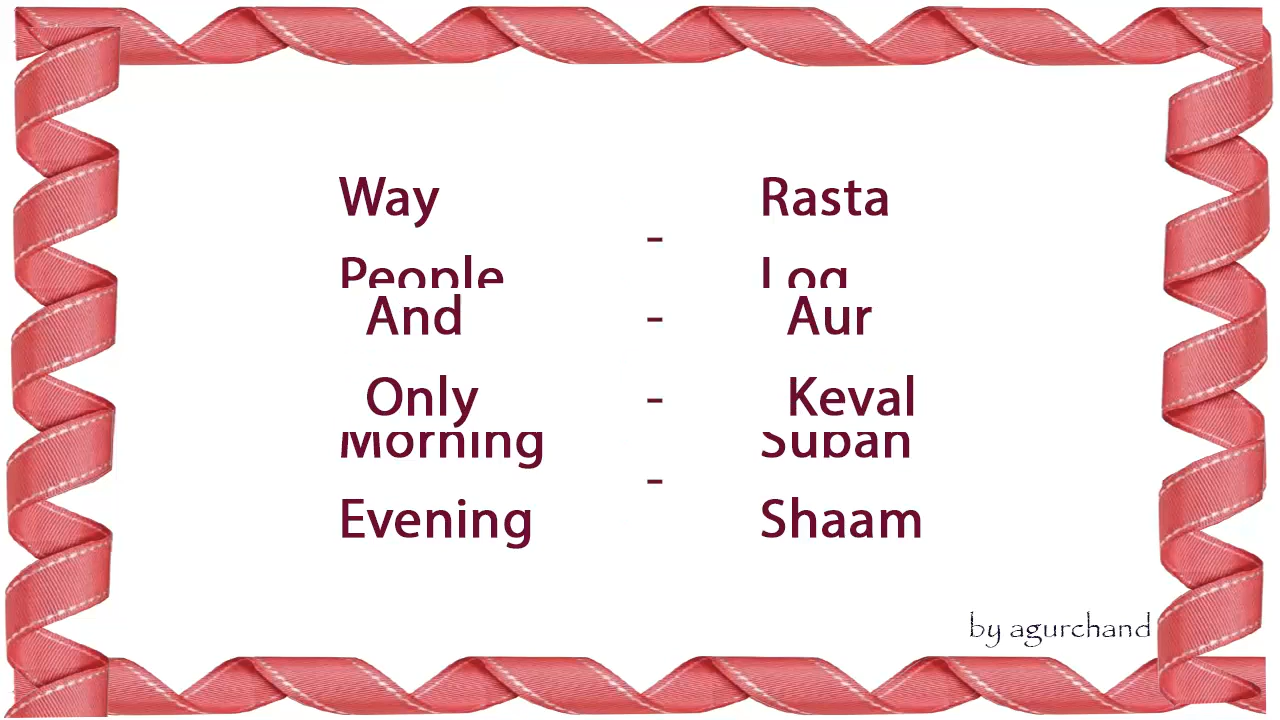 Way Rasta
-
People Log
And - Aur
Only - Keval
Morning Subah
-
Evening Shaam
by agurchand